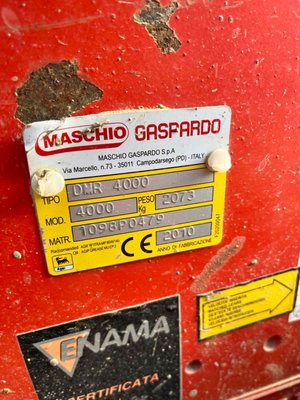 MASCHIO GASPARDO
MASCHIO GASPARDO S.p.A
Via Marcello, n.73 - 35011 Campodarsego (PD) - ITALY
TIPO DMR 4000
MOD. 4000 PESO Kg 2073
MATR. 1098P0479
CE 2010
ANNO DI FABBRICAZIONE
ENAMA
CERTIFICATA